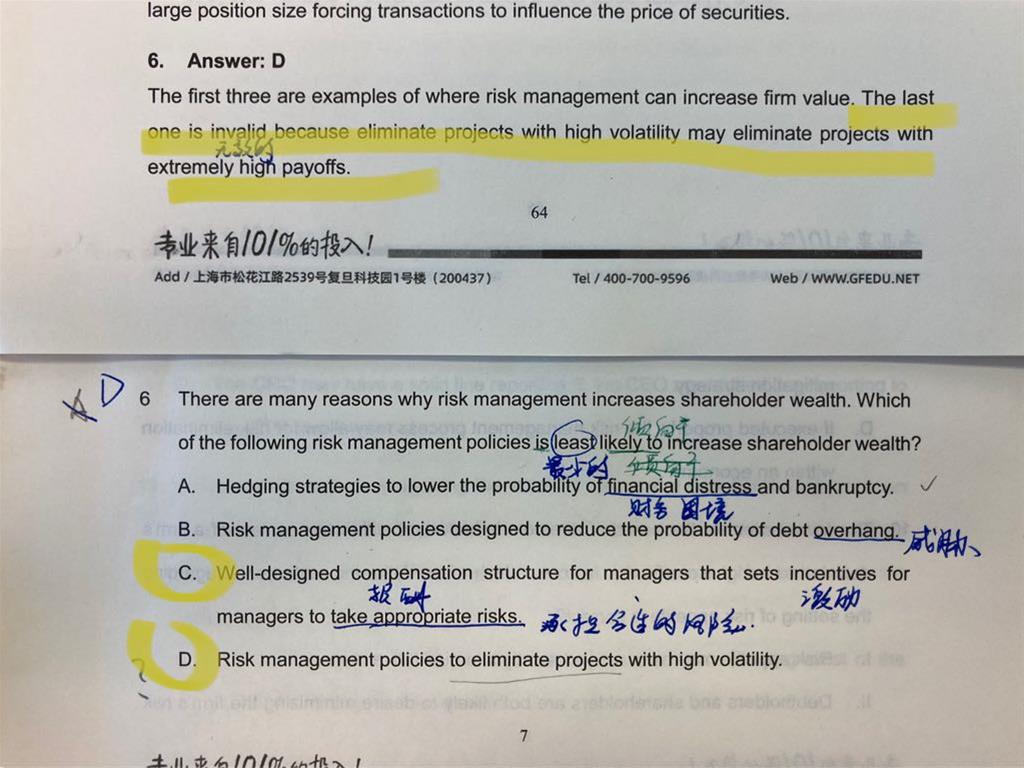 large position size forcing transactions to influence the price of securities.
6. Answer: D
The first three are examples of where risk management can increase firm value. The last
one is invalid because eliminate projects with high volatility may eliminate projects with
无效的
extremely high payoffs.
64
专业来自101%的投入!
Add / 上海市松花江路2539号复旦科技园1号楼 (200437) Tel / 400-700-9596 Web / WWW.GFEDU.NET
D
6 There are many reasons why risk management increases shareholder wealth. Which
倾向于
of the following risk management policies is least likely to increase shareholder wealth?
最少的 倾向于
A. Hedging strategies to lower the probability of financial distress and bankruptcy. ✓
财务困境
B. Risk management policies designed to reduce the probability of debt overhang.
威胁
C. Well-designed compensation structure for managers that sets incentives for
报酬 激励
managers to take appropriate risks. 承担合适的风险.
D. Risk management policies to eliminate projects with high volatility.
?
7
专业来自101%的投入!